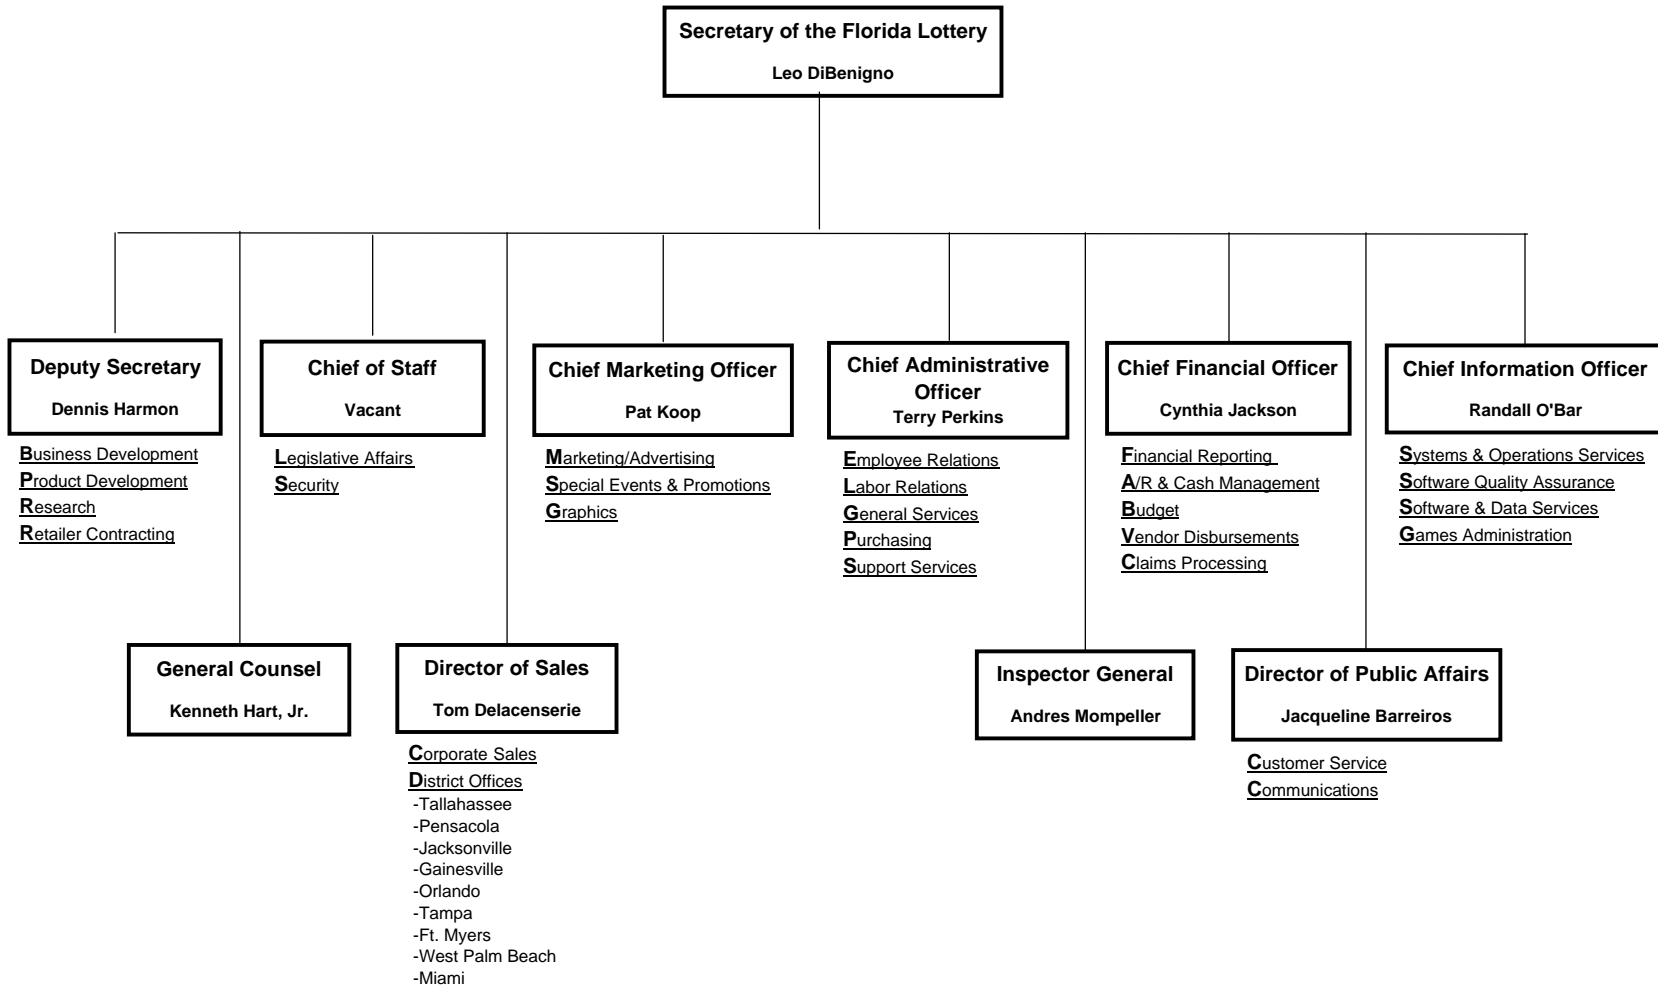 Secretary of the Florida Lottery
Leo DiBenigno
Deputy Secretary
Dennis Harmon
Business Development
Product Development
Research
Retailer Contracting
Chief of Staff
Vacant
Legislative Affairs
Security
Chief Marketing Officer
Pat Koop
Marketing/Advertising
Special Events & Promotions
Graphics
Chief Administrative
Officer
Terry Perkins
Employee Relations
Labor Relations
General Services
Purchasing
Support Services
Chief Financial Officer
Cynthia Jackson
Financial Reporting
A/R & Cash Management
Budget
Vendor Disbursements
Claims Processing
Chief Information Officer
Randall O'Bar
Systems & Operations Services
Software Quality Assurance
Software & Data Services
Games Administration
General Counsel
Kenneth Hart, Jr.
Director of Sales
Tom Delacenserie
Corporate Sales
District Offices
-Tallahassee
-Pensacola
-Jacksonville
-Gainesville
-Orlando
-Tampa
-Ft. Myers
-West Palm Beach
-Miami
Inspector General
Andres Mompeller
Director of Public Affairs
Jacqueline Barreiros
Customer Service
Communications